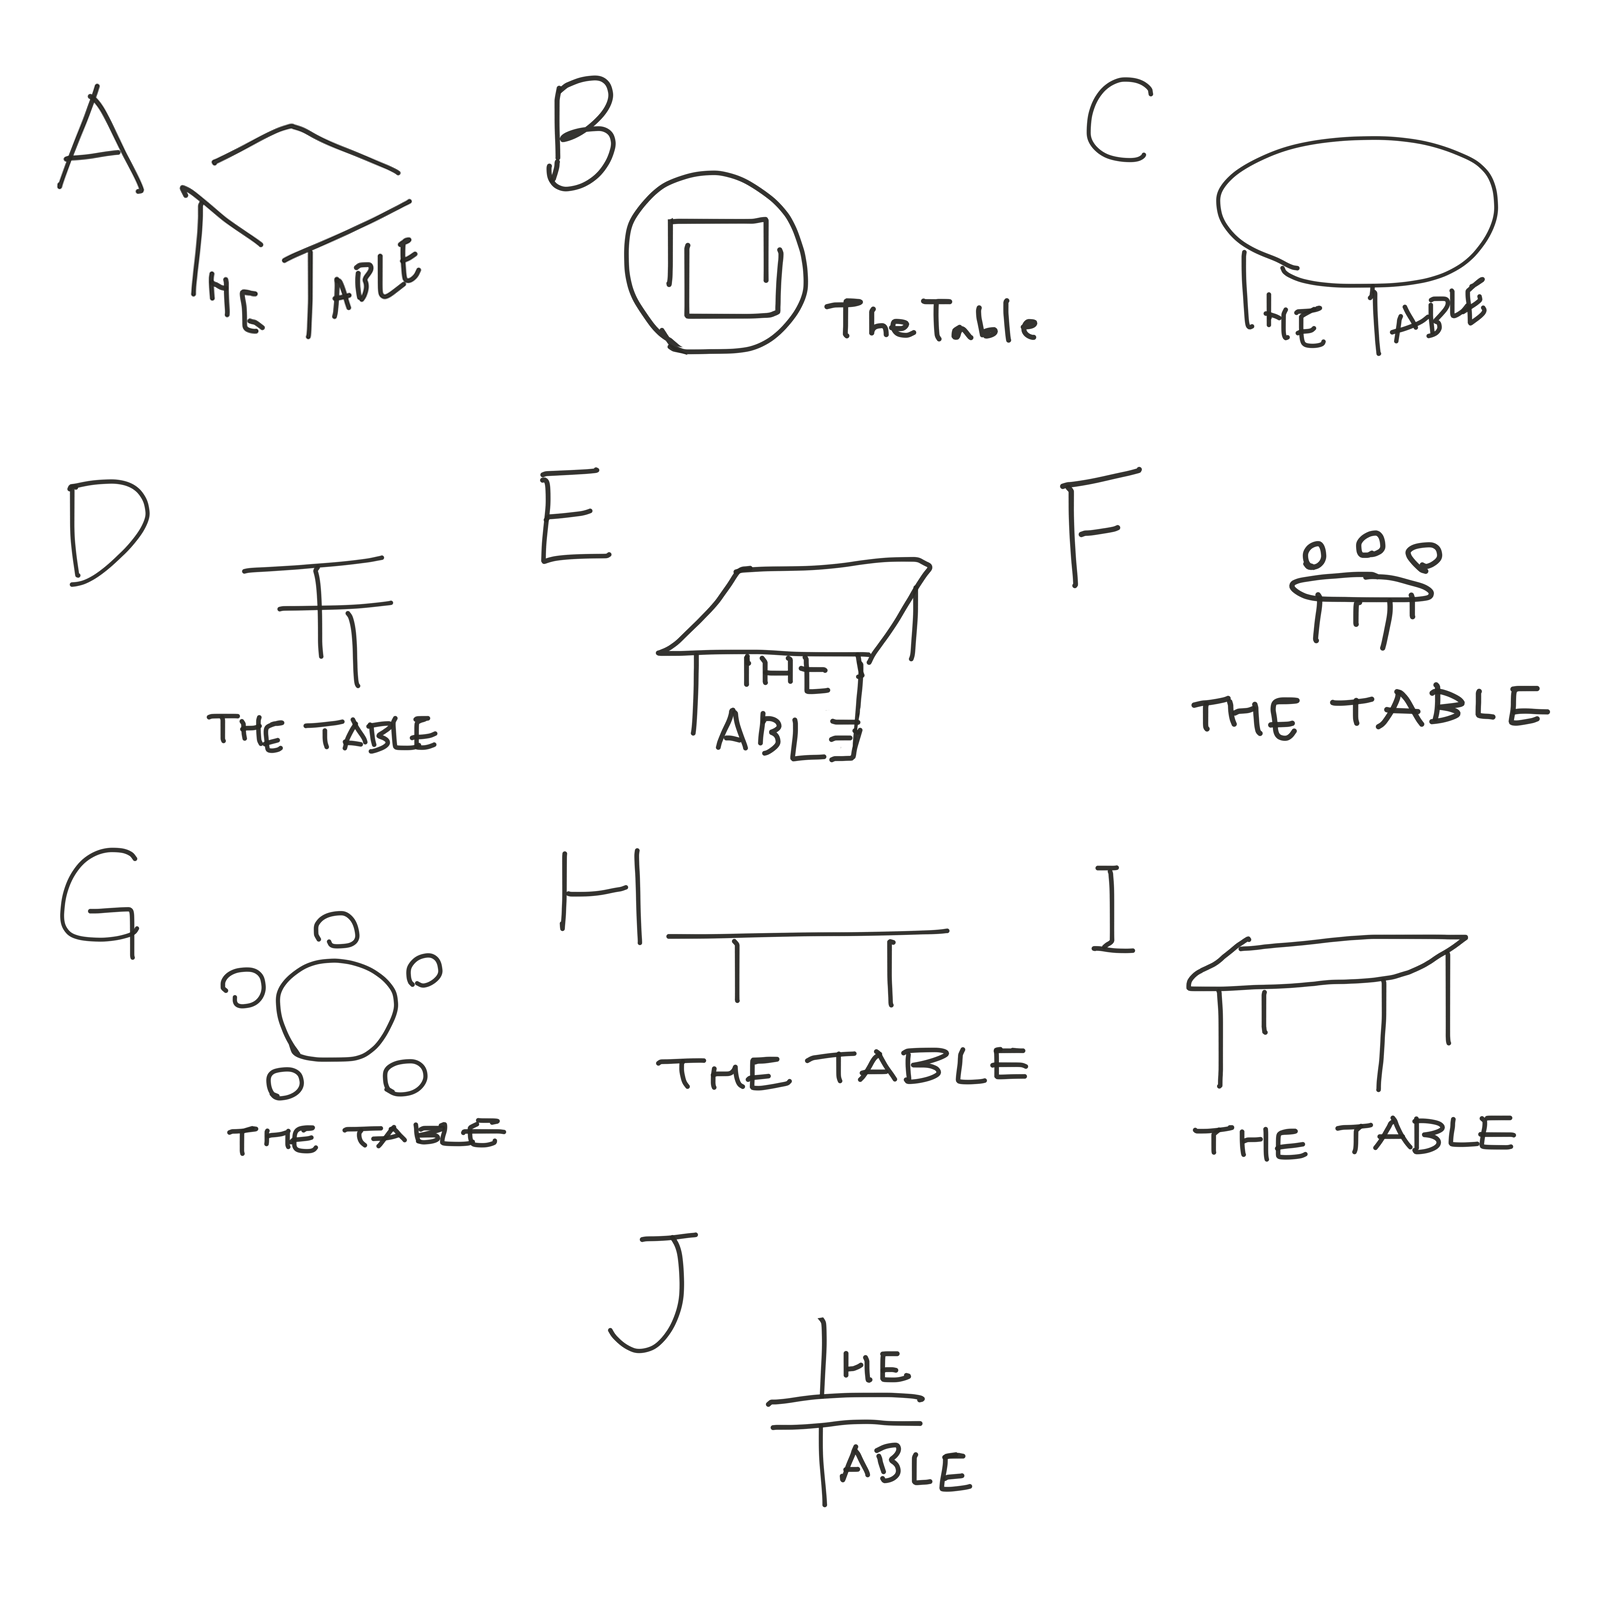 A
THE TABLE
B
The Table
C
THE TABLE
D
THE TABLE
E
THE
TABLE
F
THE TABLE
G
THE TABLE
H
THE TABLE
I
THE TABLE
J
THE
TABLE